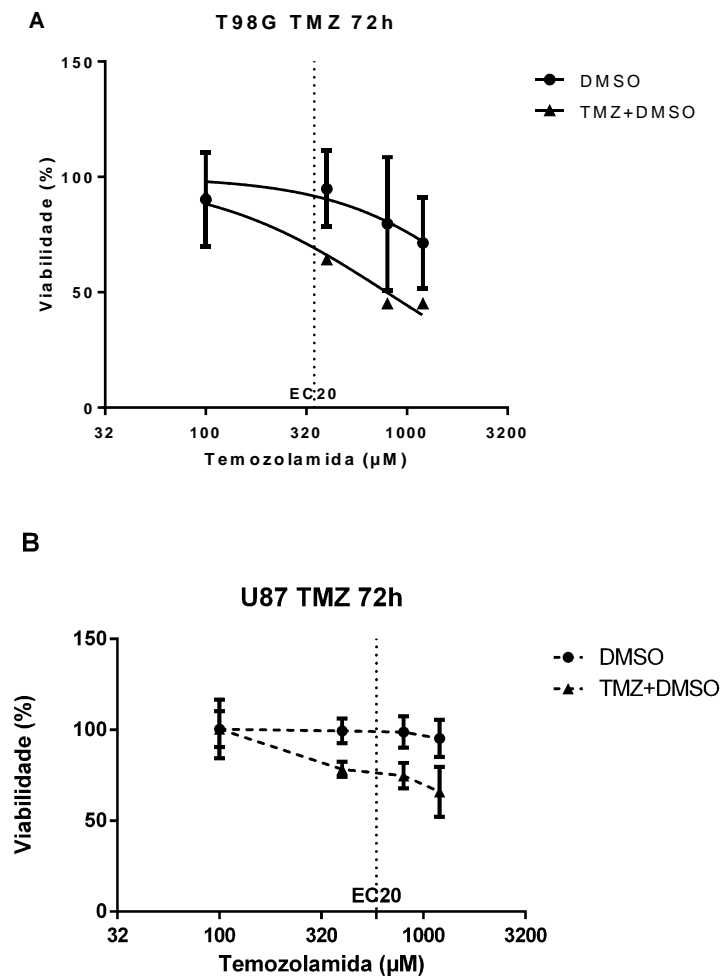 A
T98G TMZ 72h
150
100
50
0
Viabilidade (%)
DMSO
TMZ+DMSO
EC20
32 100 320 1000 3200
Temozolamida (µM)
B
U87 TMZ 72h
150
100
50
0
Viabilidade (%)
DMSO
TMZ+DMSO
EC20
32 100 320 1000 3200
Temozolamida (µM)